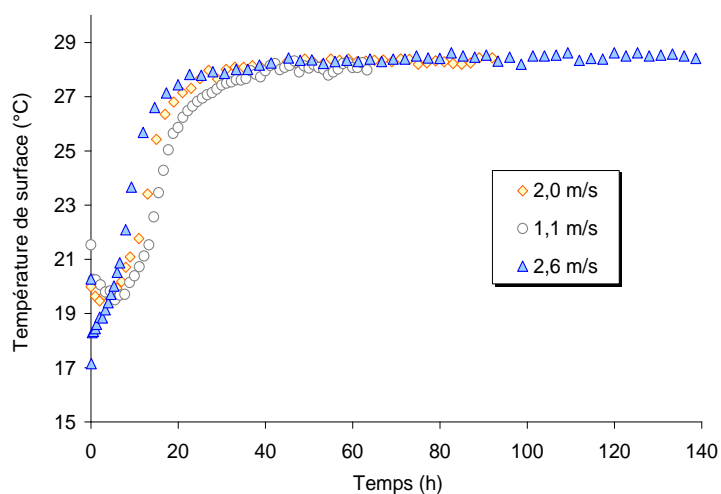 29
27
25
23
21
19
17
15
Température de surface (°C)
2,0 m/s
1,1 m/s
2,6 m/s
0 20 40 60 80 100 120 140
Temps (h)